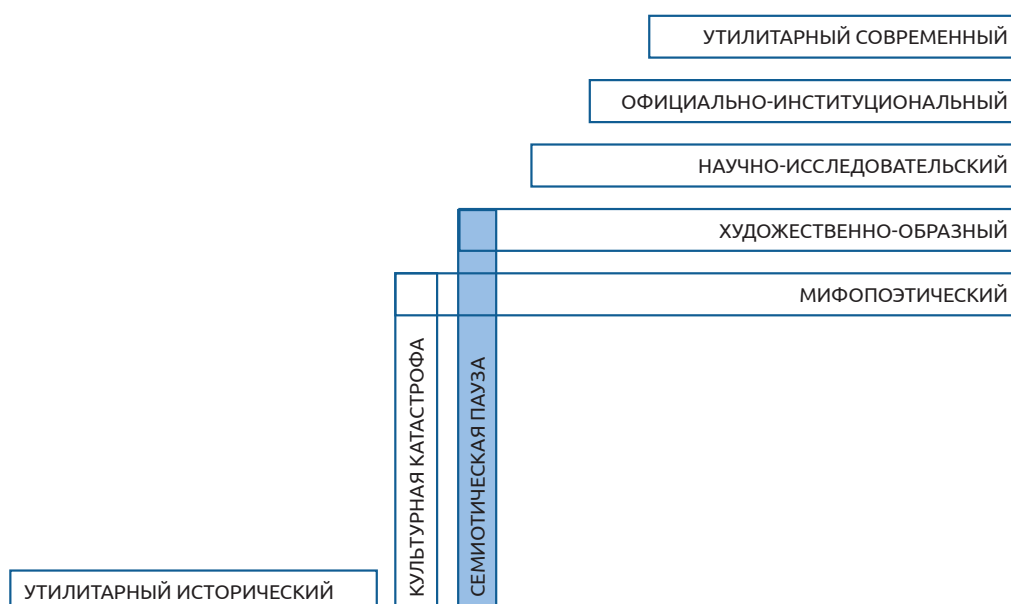 УТИЛИТАРНЫЙ СОВРЕМЕННЫЙ
ОФИЦИАЛЬНО-ИНСТИТУЦИОНАЛЬНЫЙ
НАУЧНО-ИССЛЕДОВАТЕЛЬСКИЙ
ХУДОЖЕСТВЕННО-ОБРАЗНЫЙ
МИФОПОЭТИЧЕСКИЙ
КУЛЬТУРНАЯ КАТАСТРОФА
СЕМИОТИЧЕСКАЯ ПАУЗА
УТИЛИТАРНЫЙ ИСТОРИЧЕСКИЙ